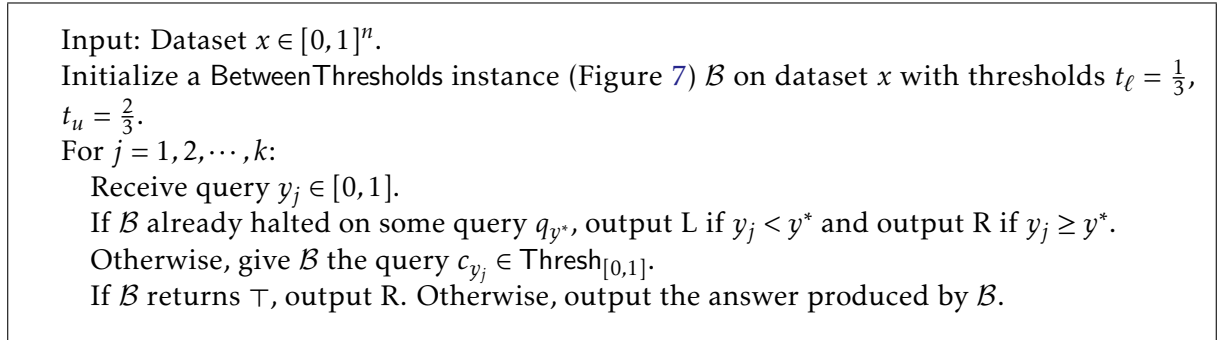 Input: Dataset x ∈ [0, 1]ⁿ.
Initialize a BetweenThresholds instance (Figure 7) ℬ on dataset x with thresholds t_ℓ = 1/3,
t_u = 2/3.
For j = 1, 2, ⋯, k:
Receive query y_j ∈ [0, 1].
If ℬ already halted on some query q_{y*}, output L if y_j < y* and output R if y_j ≥ y*.
Otherwise, give ℬ the query c_{y_j} ∈ Thresh_{[0,1]}.
If ℬ returns ⊤, output R. Otherwise, output the answer produced by ℬ.